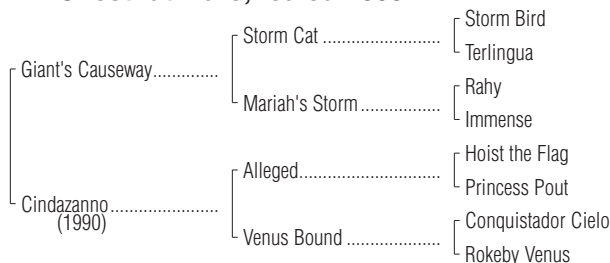 Storm Bird
Storm Cat ........................
Terlingua
Giant's Causeway..............
Rahy
Mariah's Storm .....................
Immense
Hoist the Flag
Alleged.....................................
Princess Pout
Cindazanno...........................
(1990)
Conquistador Cielo
Venus Bound ........................
Rokeby Venus